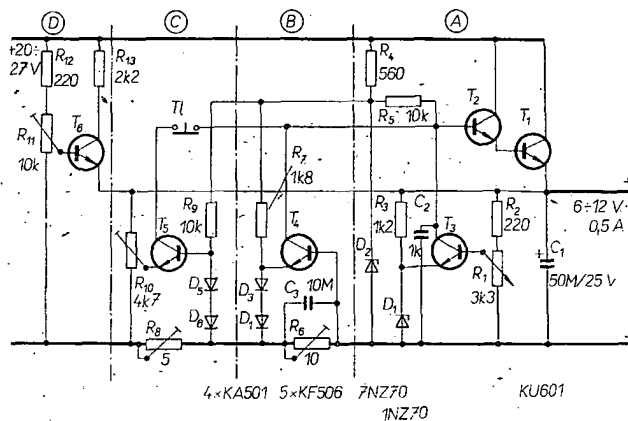 D
C
B
A
+20÷
27V
R12
220
R13
2k2
R4
560
R5
10k
T2
T1
T6
R11
10k
Tl
R7
1k8
R9
10k
T5
T4
R3
1k2
C2
1k
T3
R2
220
6÷12 V
0,5 A
D2
R10
4k7
D5
D3
C3
10M
R1
3k3
C1
+
50M/25 V
D6
D1
R8
5
R6
10
D1
4×KA501
5×KF506
7NZ70
1NZ70
KU601